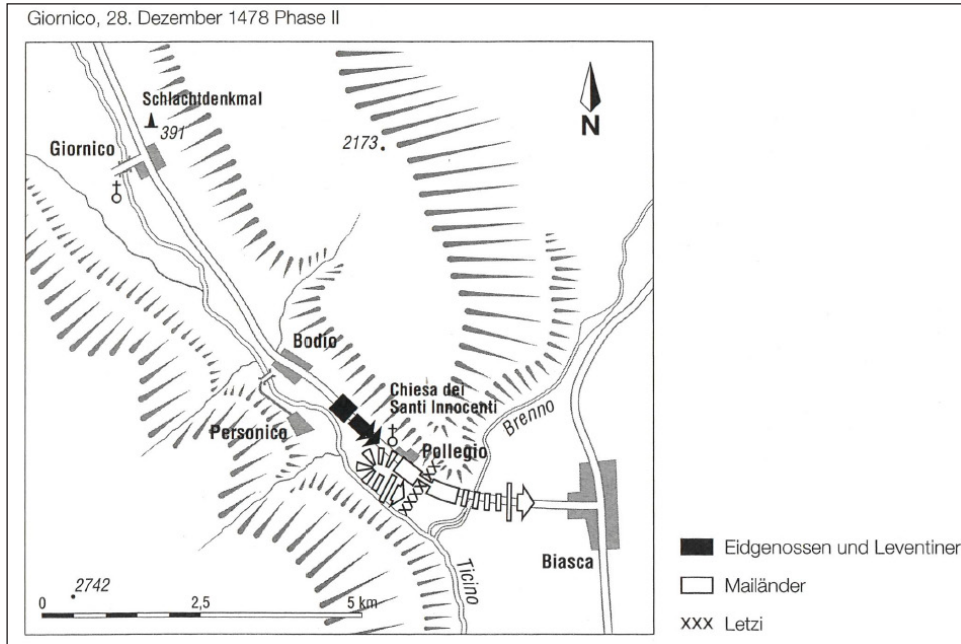 Giornico, 28. Dezember 1478 Phase II
Schlachtdenkmal
391
Giornico
2173
N
Bodio
Chiesa dei
Santi Innocenti
Personico
Pollegio
Brenno
Biasca
Ticino
2742
0 2,5 5 km
Eidgenossen und Leventiner
Mailänder
xxx Letzi